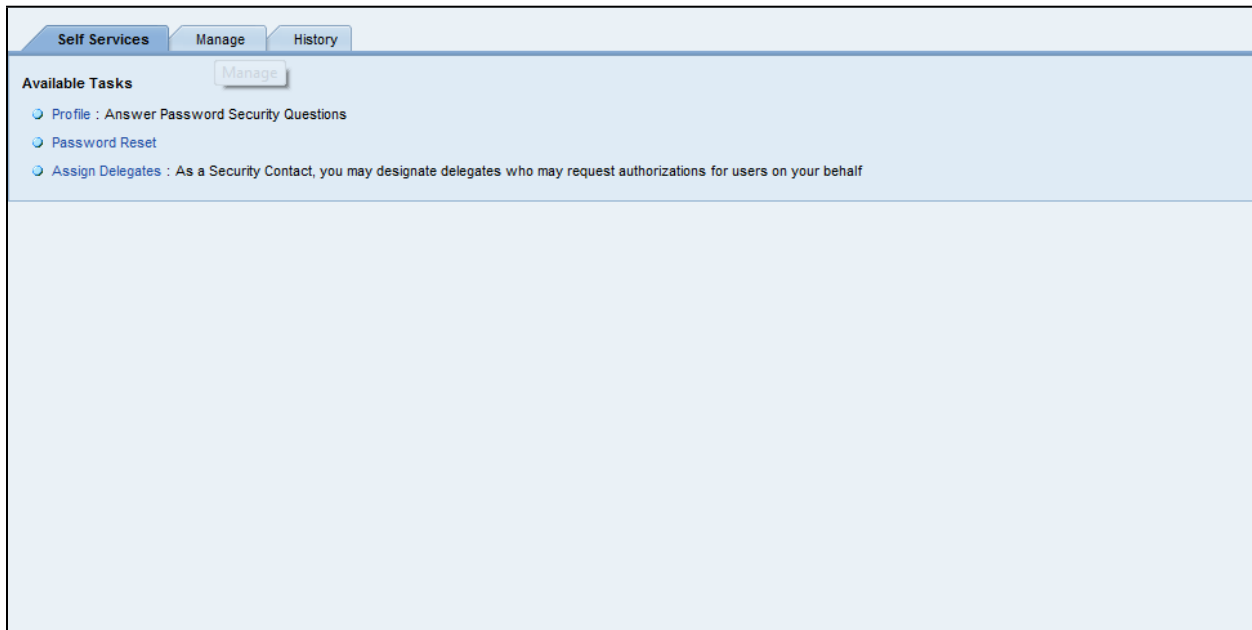 Self Services Manage History
Manage
Available Tasks
Profile : Answer Password Security Questions
Password Reset
Assign Delegates : As a Security Contact, you may designate delegates who may request authorizations for users on your behalf